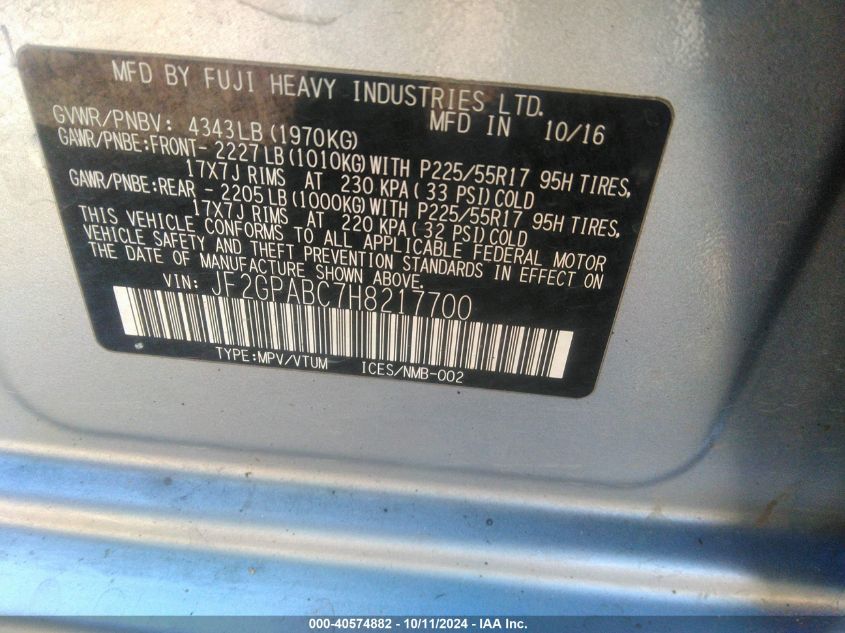 MFD BY FUJI HEAVY INDUSTRIES LTD.
MFD IN 10/16
GVWR/PNBV: 4343LB(1970KG)
GAWR/PNBE:FRONT- 2227LB(1010KG)WITH P225/55R17 95H TIRES,
17X7J RIMS AT 230 KPA(33 PSI)COLD
GAWR/PNBE:REAR - 2205LB(1000KG)WITH P225/55R17 95H TIRES,
17X7J RIMS AT 220 KPA(32 PSI)COLD
THIS VEHICLE CONFORMS TO ALL APPLICABLE FEDERAL MOTOR
VEHICLE SAFETY AND THEFT PREVENTION STANDARDS IN EFFECT ON
THE DATE OF MANUFACTURE SHOWN ABOVE.
VIN: JF2GPABC7H8217700
TYPE:MPV/VTUM ICES/NMB-002
000-40574882 - 10/11/2024 - IAA Inc.